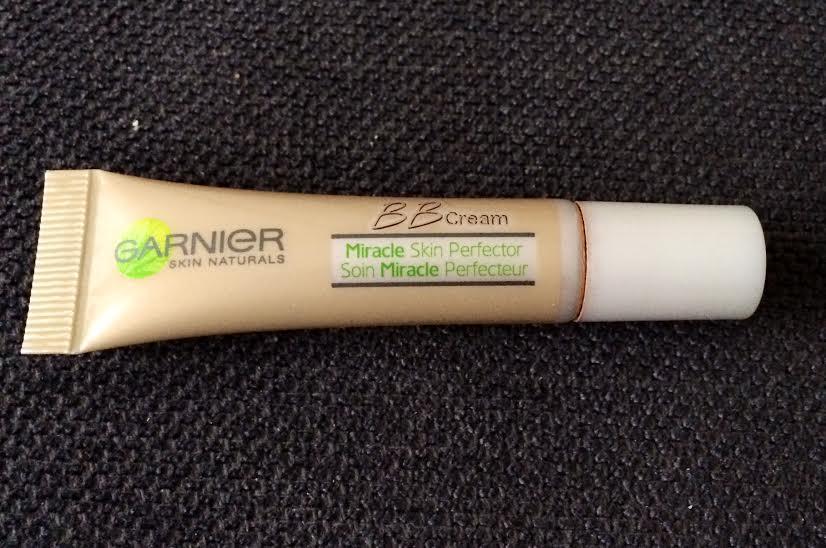 GARNIER
SKIN NATURALS
BB Cream
Miracle Skin Perfector
Soin Miracle Perfecteur